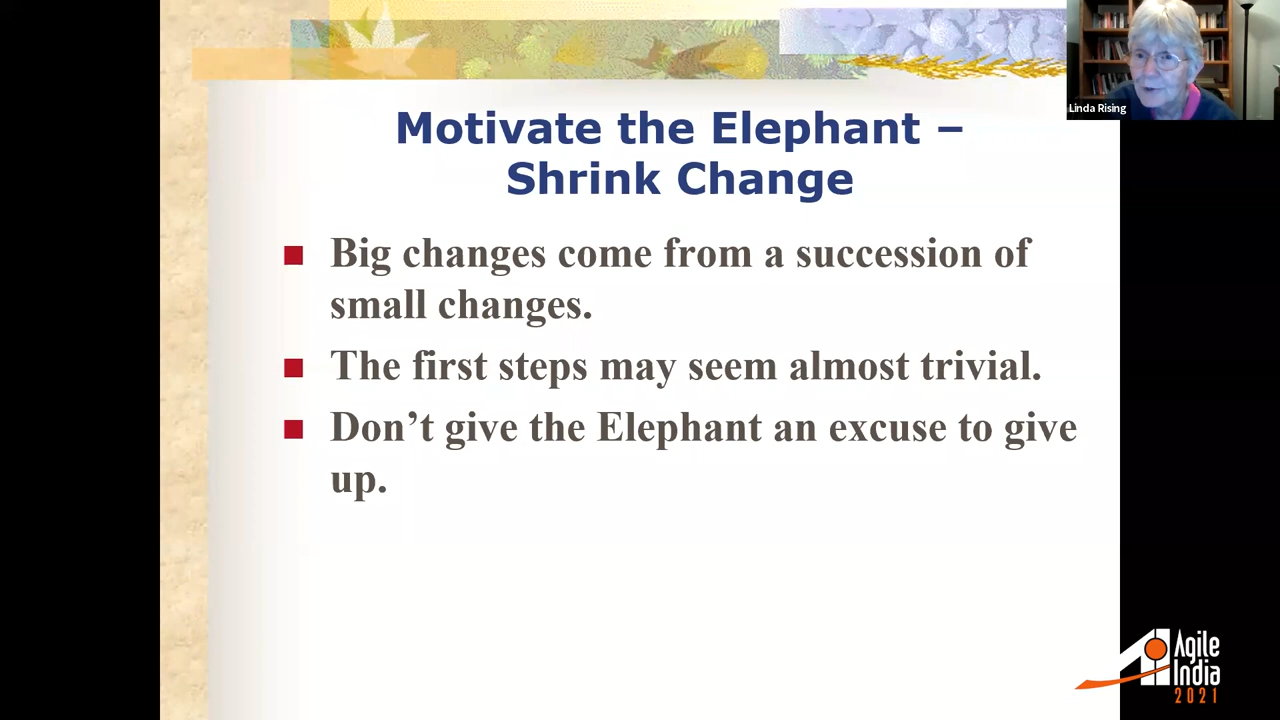 Linda Rising
Motivate the Elephant –
Shrink Change
Big changes come from a succession of
small changes.
The first steps may seem almost trivial.
Don’t give the Elephant an excuse to give
up.
Agile
India
2021